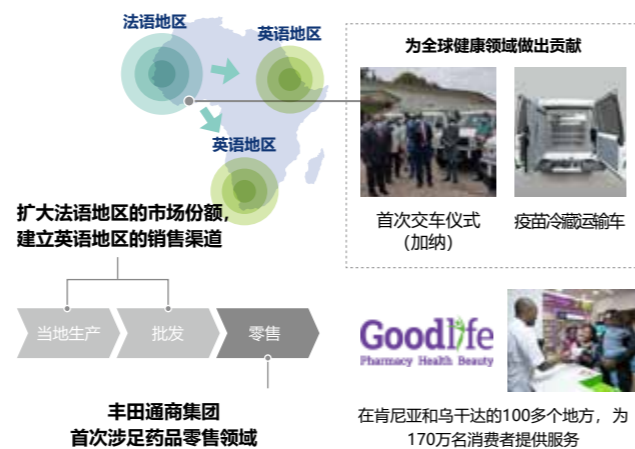 法语地区
英语地区
英语地区
扩大法语地区的市场份额，
建立英语地区的销售渠道
当地生产
批发
零售
丰田通商集团
首次涉足药品零售领域
为全球健康领域做出贡献
首次交车仪式
（加纳）
疫苗冷藏运输车
Goodlife
Pharmacy Health Beauty
在肯尼亚和乌干达的100多个地方，为
170万名消费者提供服务